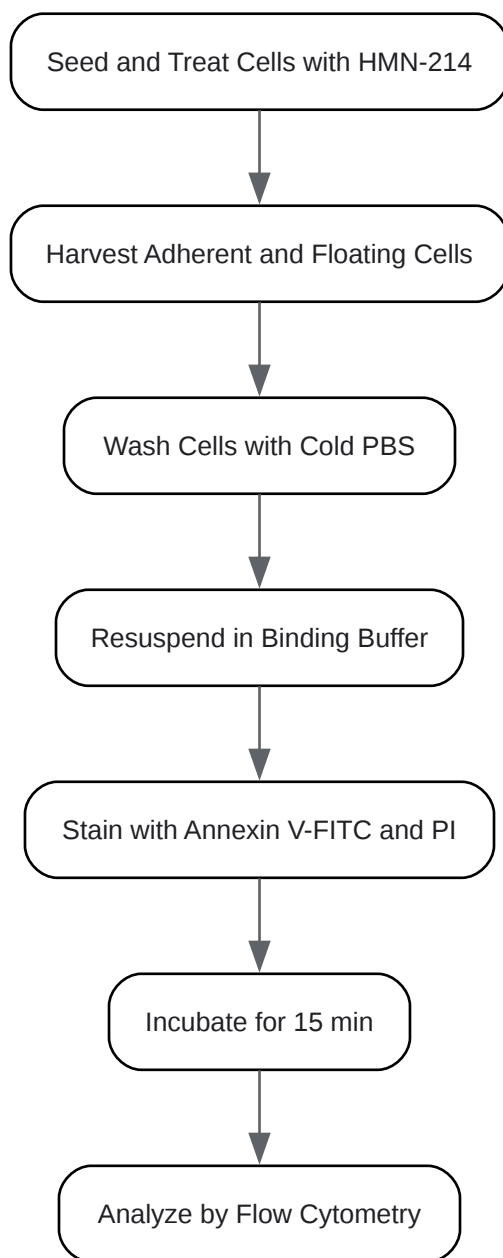 Seed and Treat Cells with HMN-214
Harvest Adherent and Floating Cells
Wash Cells with Cold PBS
Resuspend in Binding Buffer
Stain with Annexin V-FITC and PI
Incubate for 15 min
Analyze by Flow Cytometry